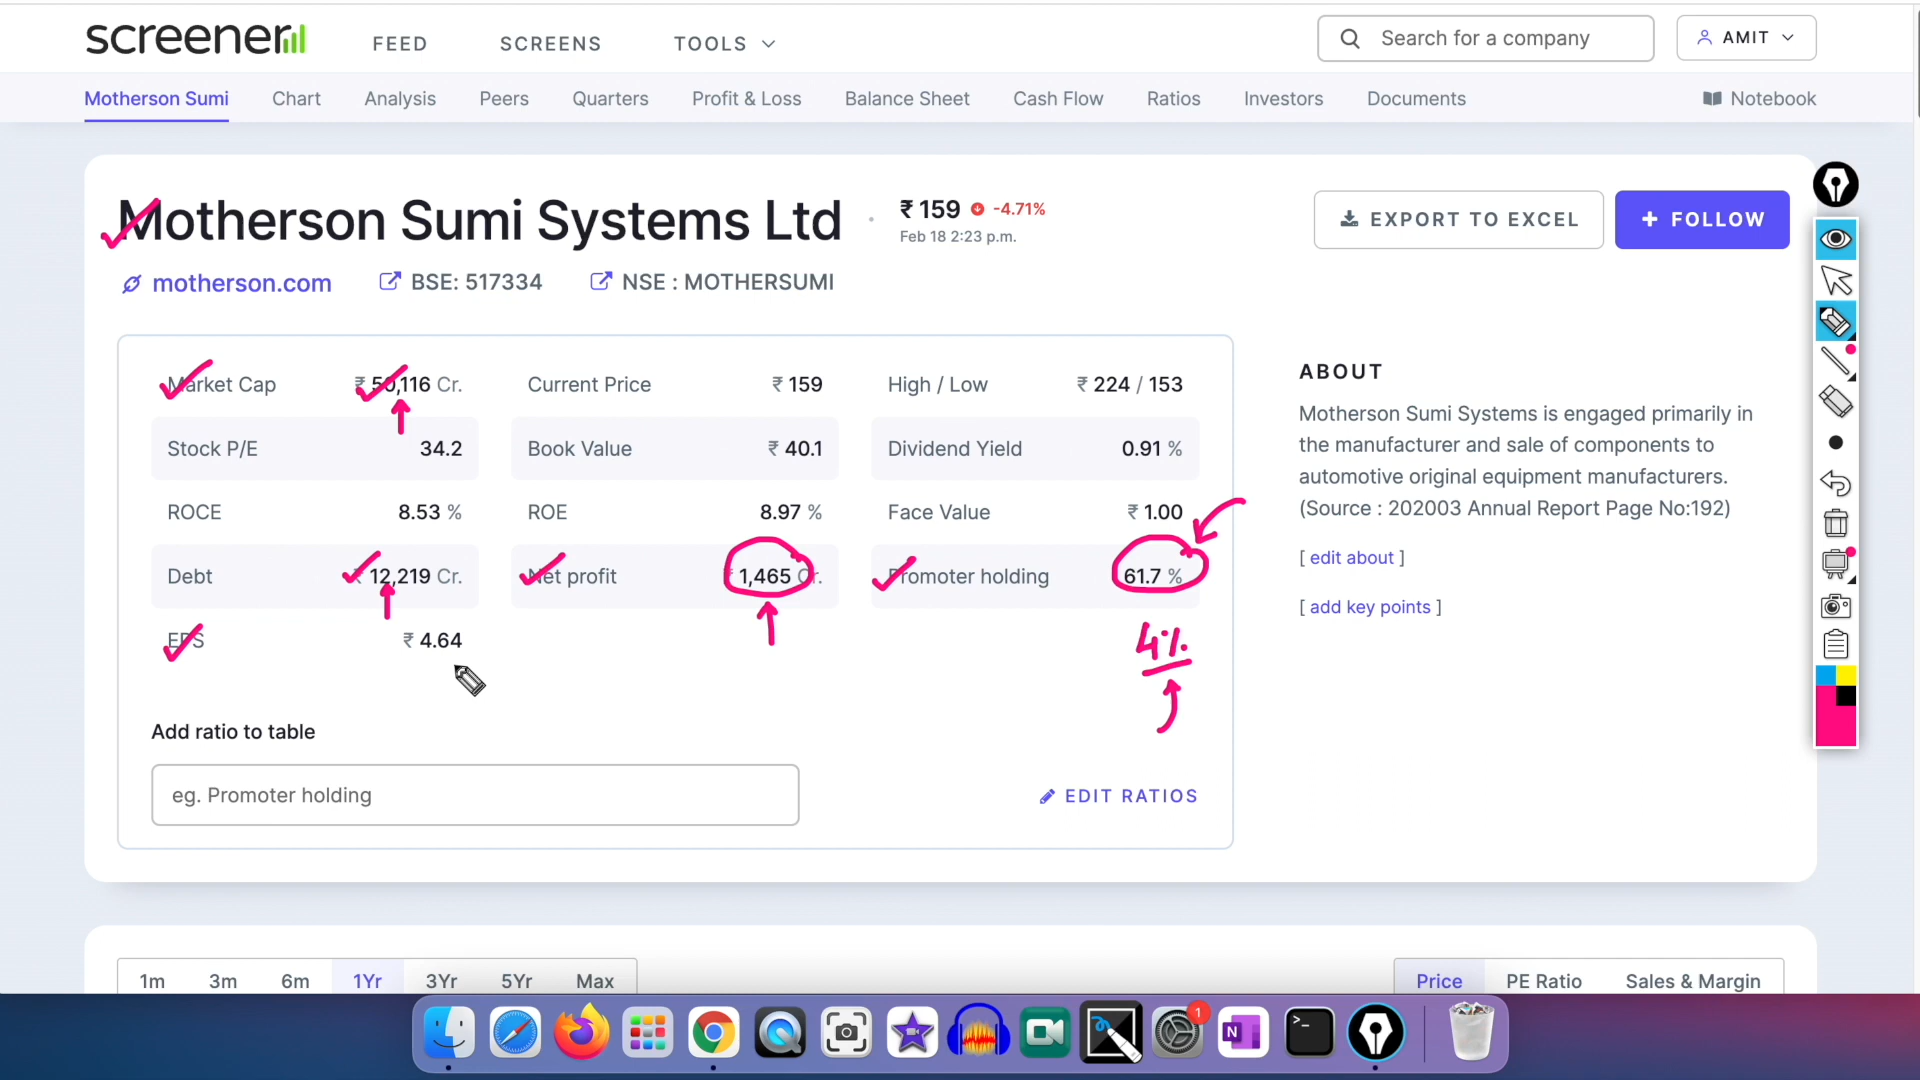 screener FEED SCREENS TOOLS Search for a company AMIT
Motherson Sumi Chart Analysis Peers Quarters Profit & Loss Balance Sheet Cash Flow Ratios Investors Documents Notebook
Motherson Sumi Systems Ltd
₹ 159 -4.71%
Feb 18 2:23 p.m.
EXPORT TO EXCEL
+ FOLLOW
motherson.com BSE: 517334 NSE : MOTHERSUMI
Market Cap ₹ 50,116 Cr. Current Price ₹ 159 High / Low ₹ 224 / 153
Stock P/E 34.2 Book Value ₹ 40.1 Dividend Yield 0.91 %
ROCE 8.53 % ROE 8.97 % Face Value ₹ 1.00
Debt ₹ 12,219 Cr. Net profit ₹ 1,465 Cr. Promoter holding 61.7 %
EPS ₹ 4.64
4%
Add ratio to table
eg. Promoter holding
EDIT RATIOS
ABOUT
Motherson Sumi Systems is engaged primarily in
the manufacturer and sale of components to
automotive original equipment manufacturers.
(Source : 202003 Annual Report Page No:192)
[ edit about ]
[ add key points ]
1m 3m 6m 1Yr 3Yr 5Yr Max
Price PE Ratio Sales & Margin
1
N
>_